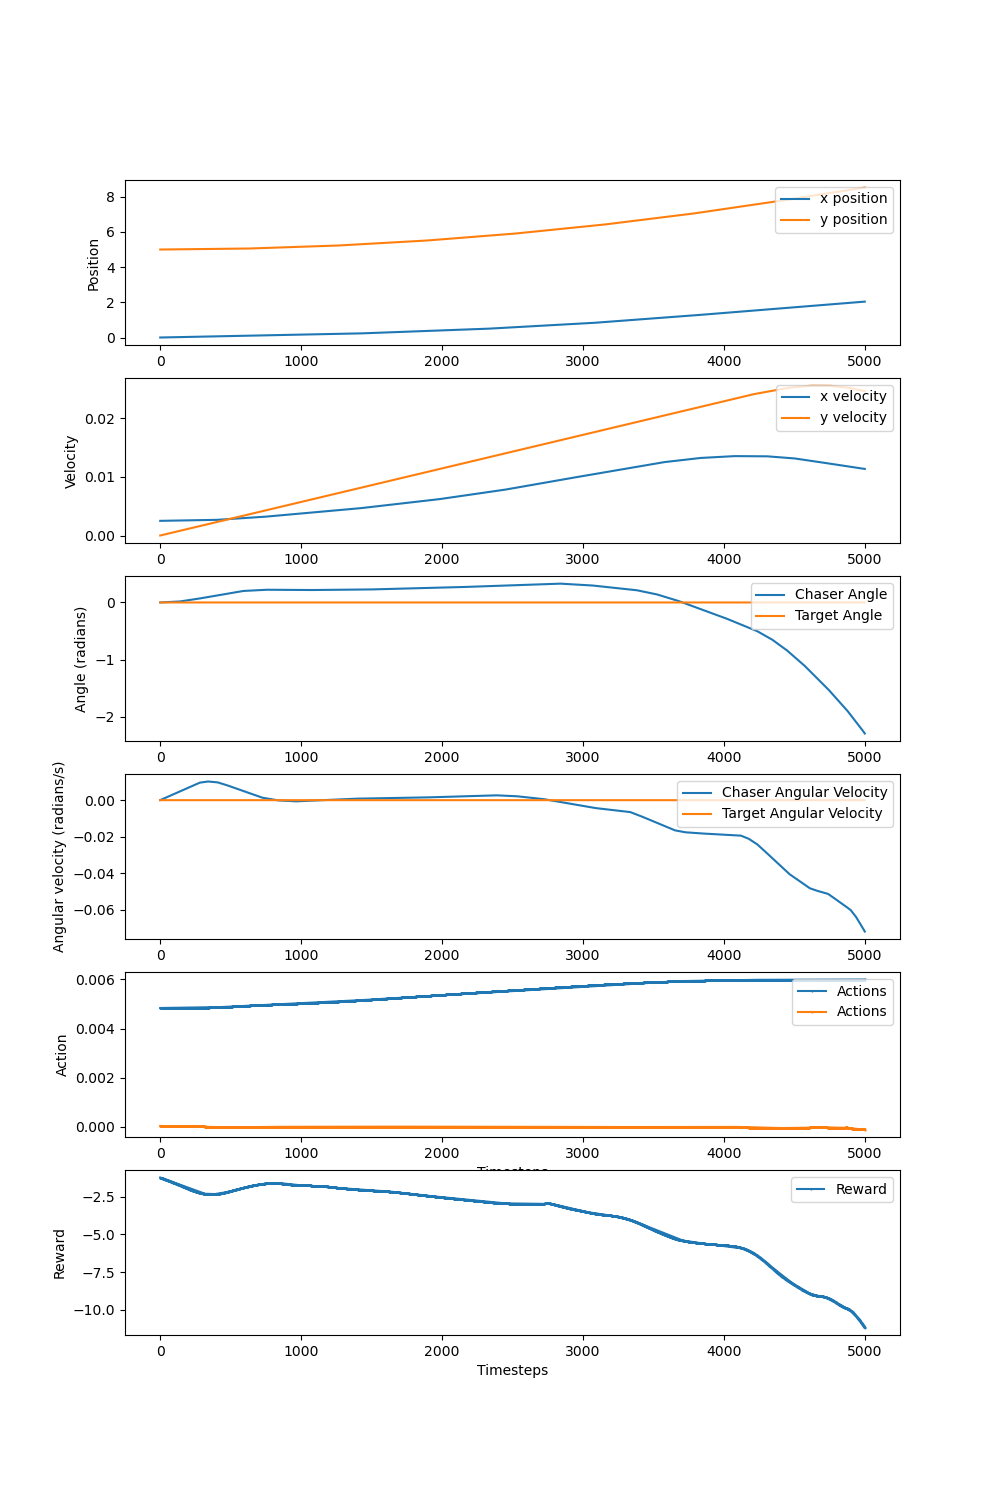 Position
8
6
4
2
0
0 1000 2000 3000 4000 5000
x position
y position
Velocity
0.02
0.01
0.00
0 1000 2000 3000 4000 5000
x velocity
y velocity
Angle (radians)
0
−1
−2
0 1000 2000 3000 4000 5000
Chaser Angle
Target Angle
Angular velocity (radians/s)
0.00
−0.02
−0.04
−0.06
0 1000 2000 3000 4000 5000
Chaser Angular Velocity
Target Angular Velocity
Action
0.006
0.004
0.002
0.000
0 1000 2000 3000 4000 5000
Actions
Actions
Timesteps
Reward
−2.5
−5.0
−7.5
−10.0
0 1000 2000 3000 4000 5000
Reward
Timesteps